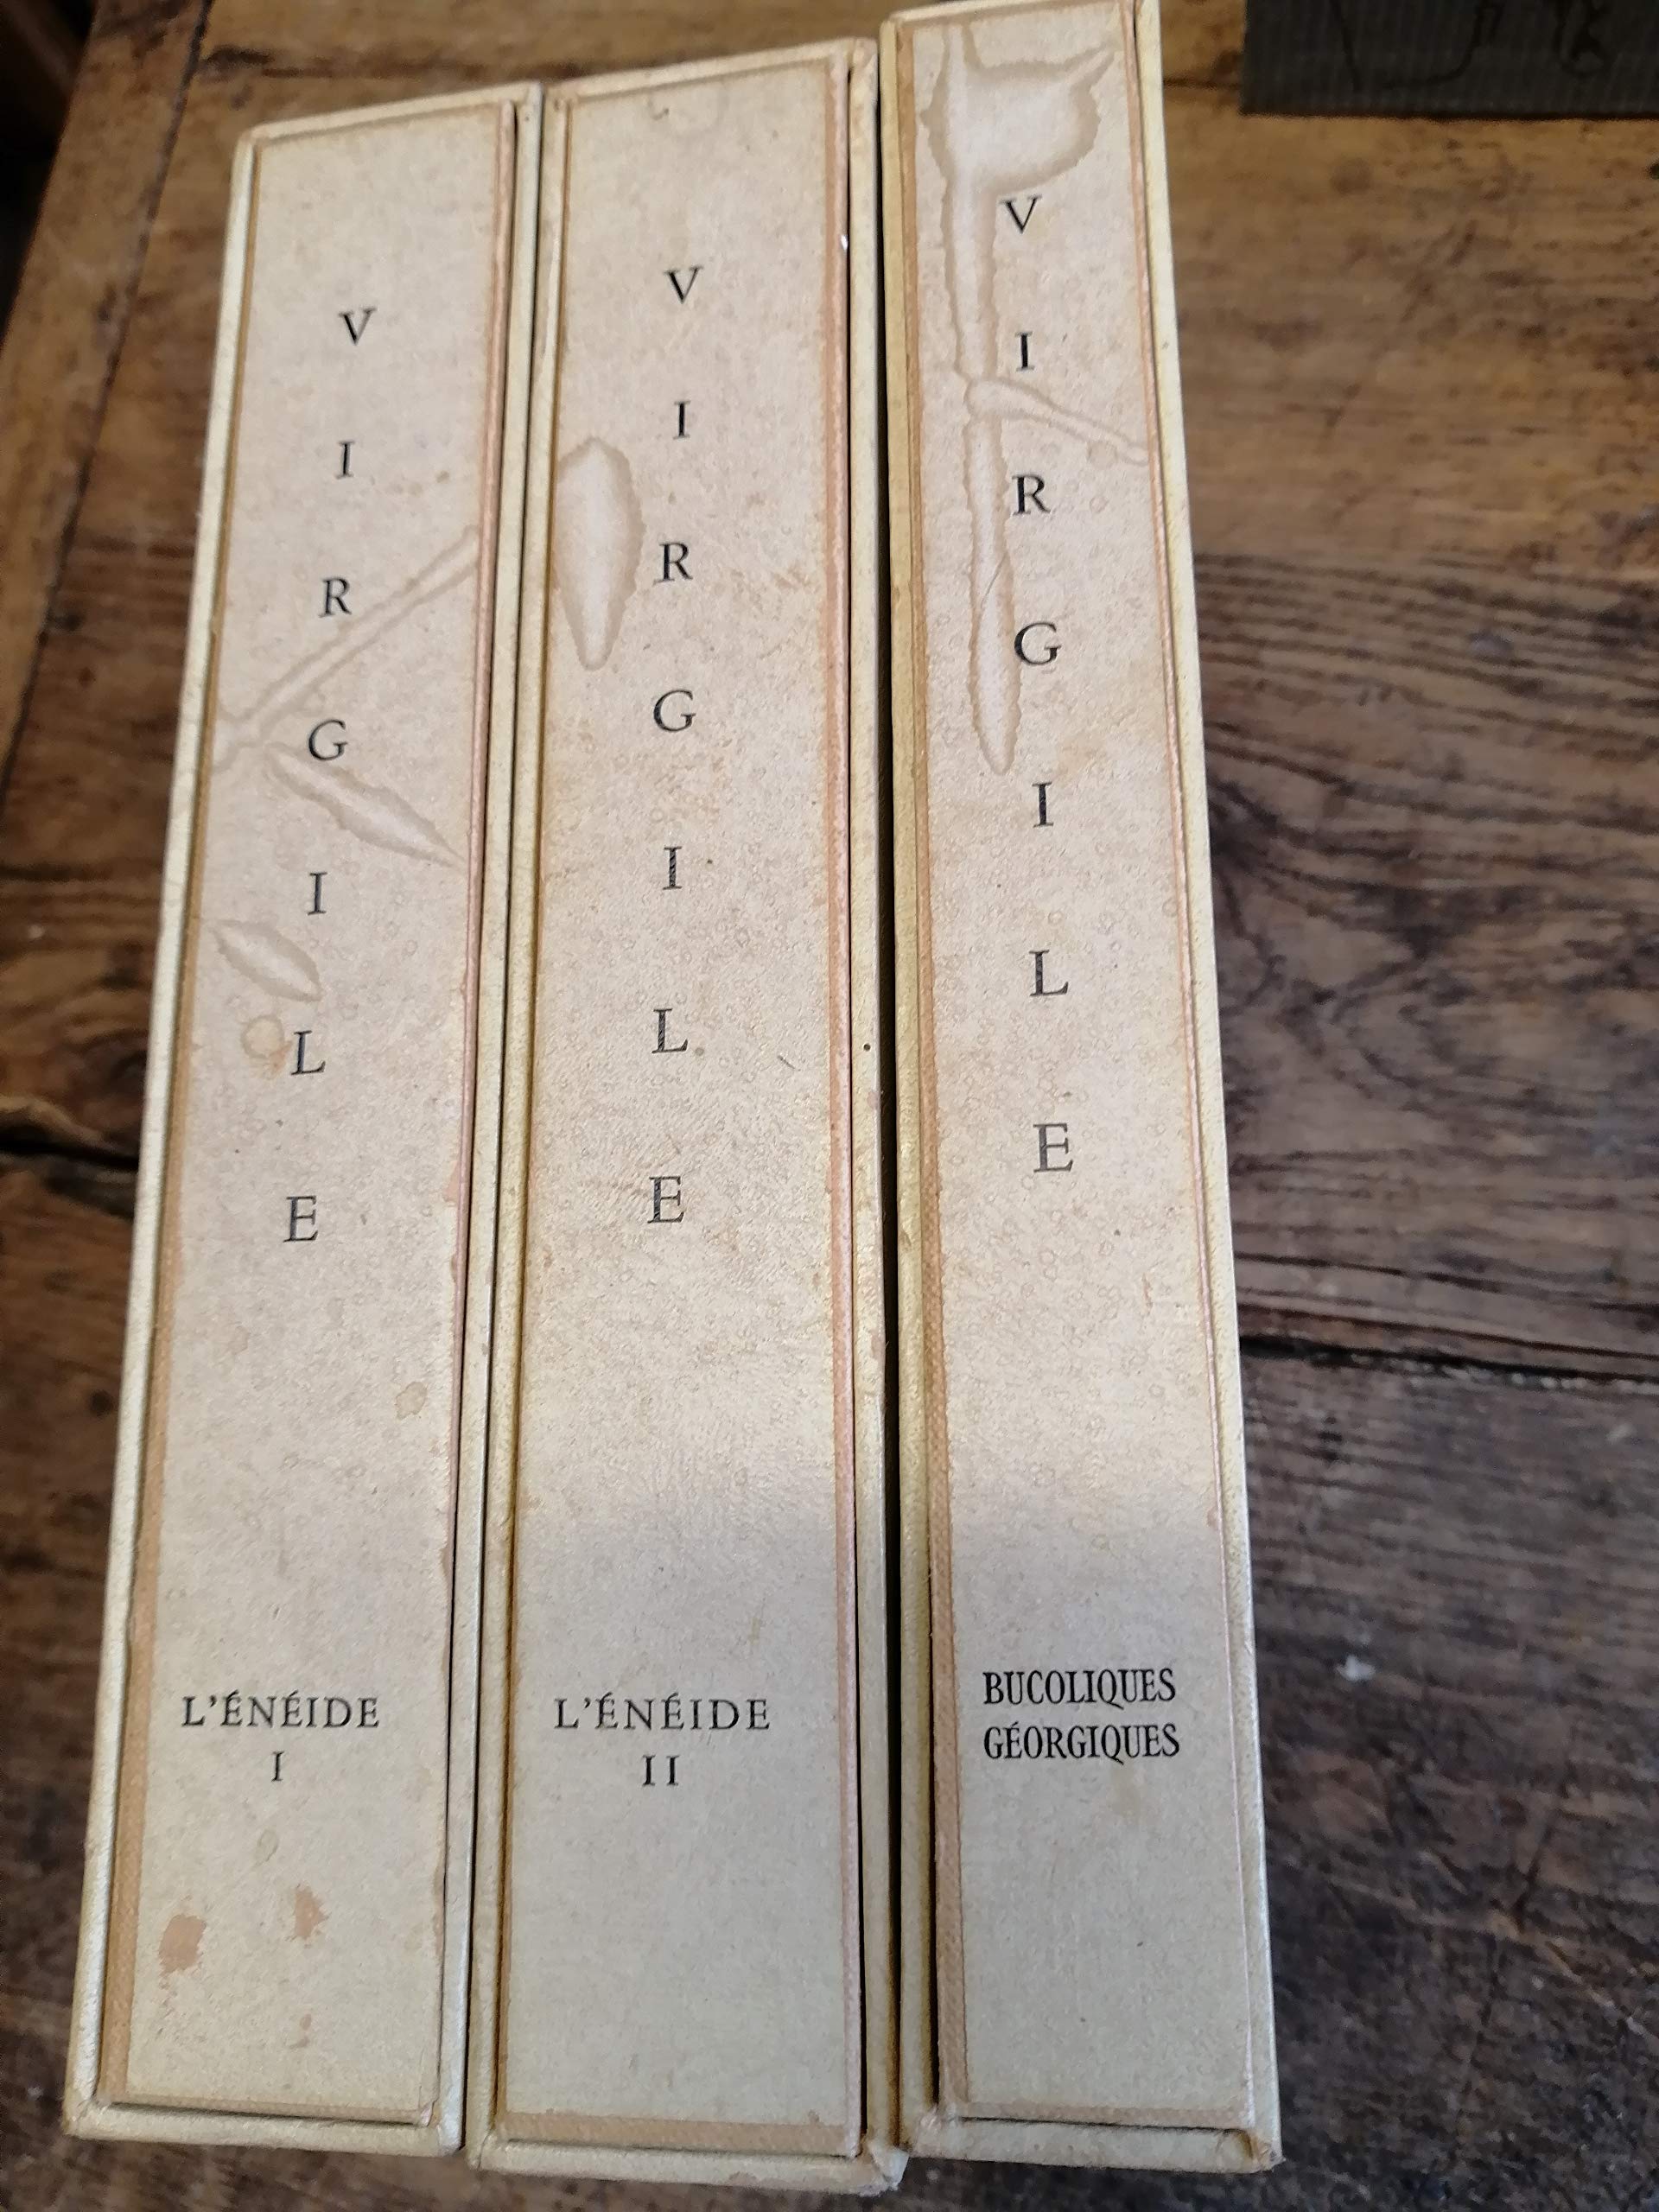 VIRGILE
L'ÉNÉIDE
I
VIRGILE
L'ÉNÉIDE
II
VIRGILE
BUCOLIQUES
GÉORGIQUES